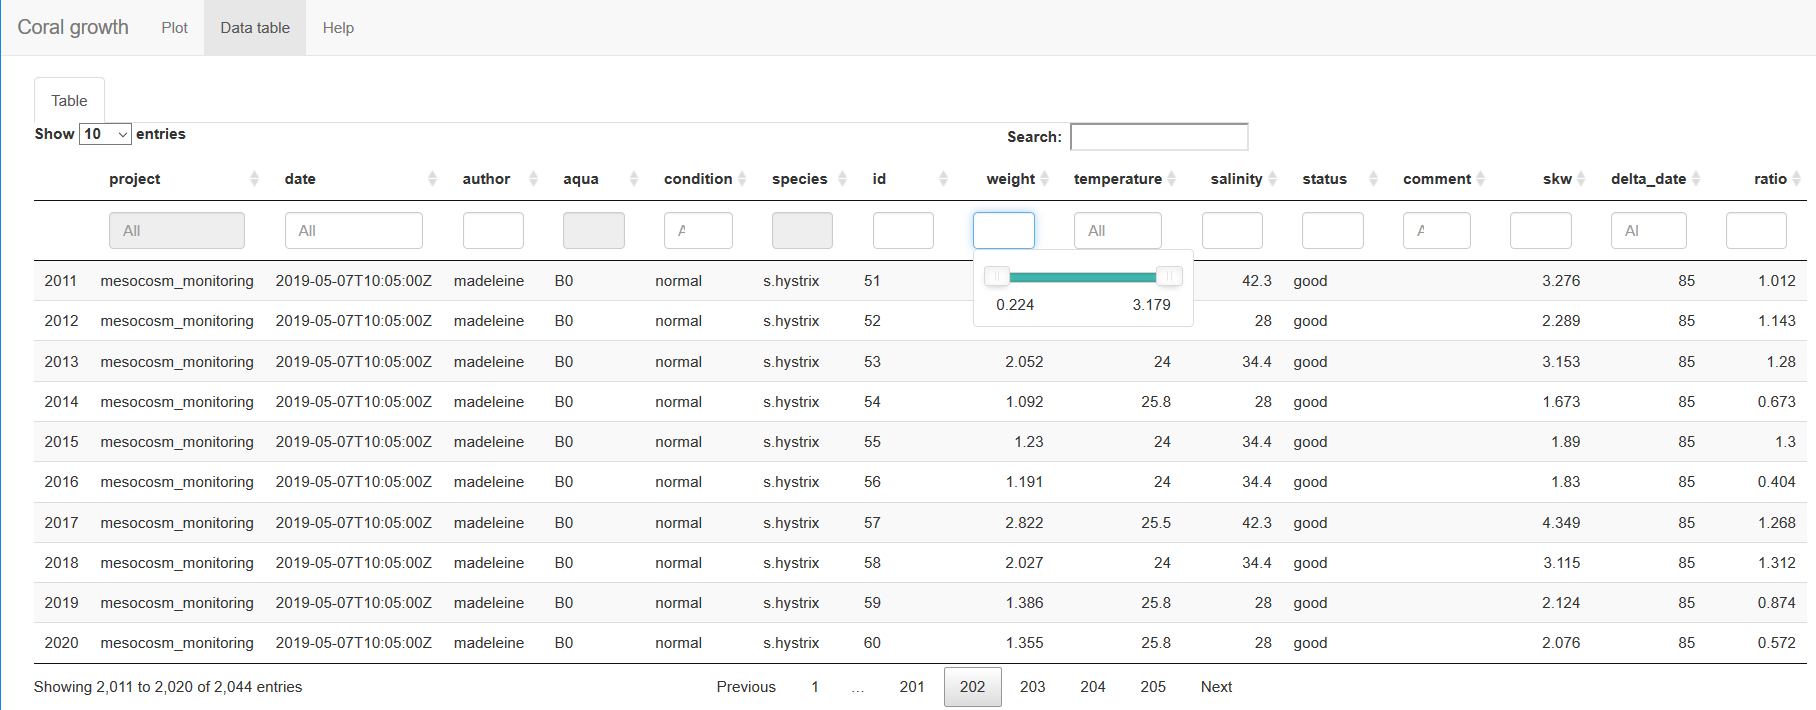 Coral growth Plot Data table Help
Table
Show 10 entries Search:
project date author aqua condition species id weight temperature salinity status comment skw delta_date ratio
All All A All A Al
2011 mesocosm_monitoring 2019-05-07T10:05:00Z madeleine B0 normal s.hystrix 51 42.3 good 3.276 85 1.012
0.224 3.179
2012 mesocosm_monitoring 2019-05-07T10:05:00Z madeleine B0 normal s.hystrix 52 28 good 2.289 85 1.143
2013 mesocosm_monitoring 2019-05-07T10:05:00Z madeleine B0 normal s.hystrix 53 2.052 24 34.4 good 3.153 85 1.28
2014 mesocosm_monitoring 2019-05-07T10:05:00Z madeleine B0 normal s.hystrix 54 1.092 25.8 28 good 1.673 85 0.673
2015 mesocosm_monitoring 2019-05-07T10:05:00Z madeleine B0 normal s.hystrix 55 1.23 24 34.4 good 1.89 85 1.3
2016 mesocosm_monitoring 2019-05-07T10:05:00Z madeleine B0 normal s.hystrix 56 1.191 24 34.4 good 1.83 85 0.404
2017 mesocosm_monitoring 2019-05-07T10:05:00Z madeleine B0 normal s.hystrix 57 2.822 25.5 42.3 good 4.349 85 1.268
2018 mesocosm_monitoring 2019-05-07T10:05:00Z madeleine B0 normal s.hystrix 58 2.027 24 34.4 good 3.115 85 1.312
2019 mesocosm_monitoring 2019-05-07T10:05:00Z madeleine B0 normal s.hystrix 59 1.386 25.8 28 good 2.124 85 0.874
2020 mesocosm_monitoring 2019-05-07T10:05:00Z madeleine B0 normal s.hystrix 60 1.355 25.8 28 good 2.076 85 0.572
Showing 2,011 to 2,020 of 2,044 entries Previous 1 … 201 202 203 204 205 Next